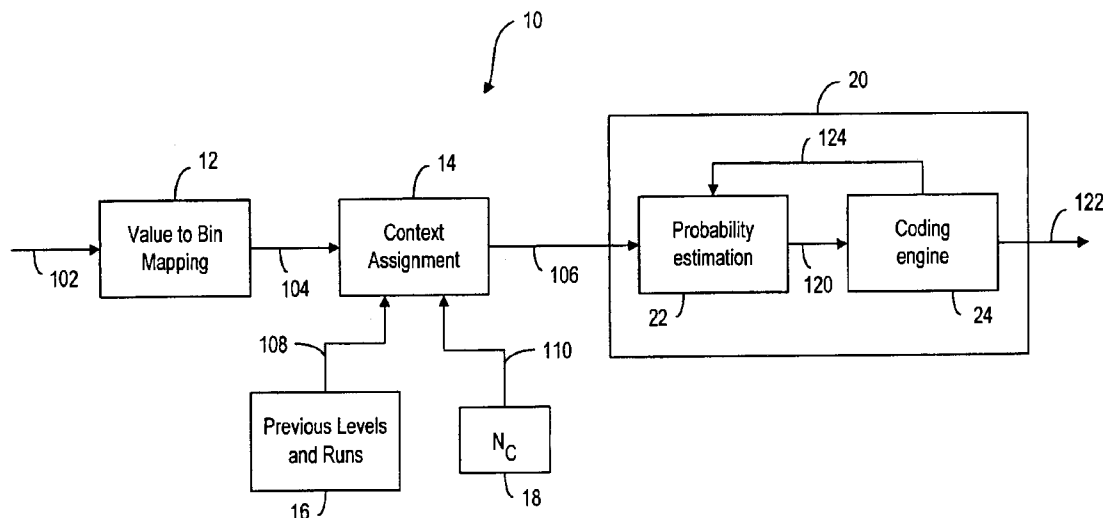 10
20
124
12
14
122
Value to Bin
Mapping
Context
Assignment
Probability
estimation
Coding
engine
102
104
106
120
22
24
108
110
Previous Levels
and Runs
N_C
16
18